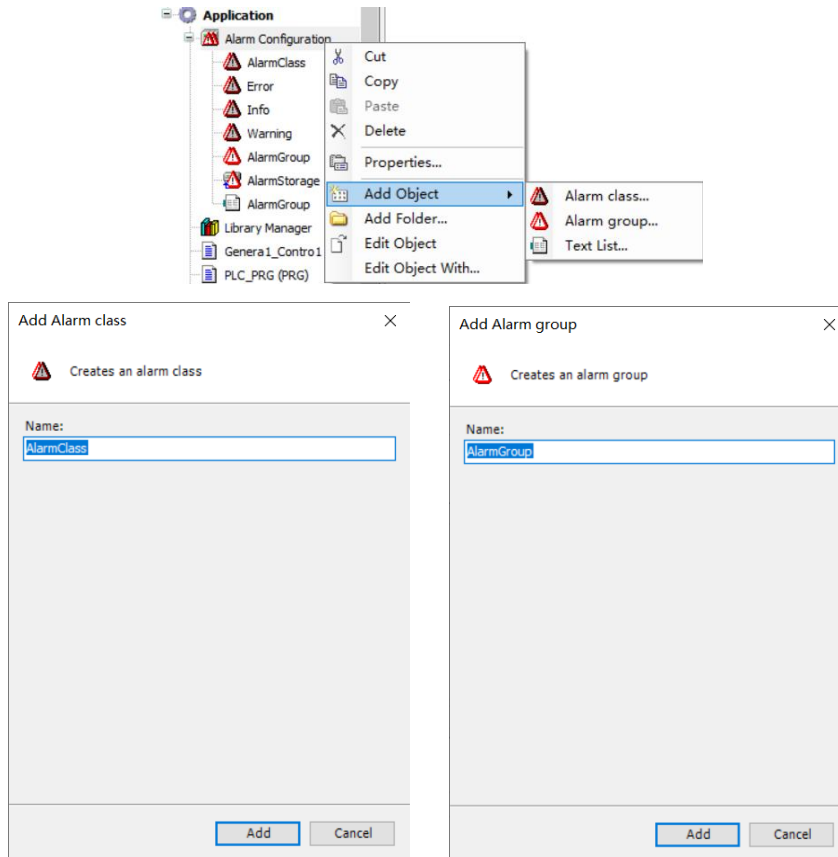 Application
Alarm Configuration
AlarmClass
Error
Info
Warning
AlarmGroup
AlarmStorage
AlarmGroup
Library Manager
Genera1_Contro1
PLC_PRG (PRG)
Cut
Copy
Paste
Delete
Properties...
Add Object
Add Folder...
Edit Object
Edit Object With...
Alarm class...
Alarm group...
Text List...
Add Alarm class
Creates an alarm class
Name:
AlarmClass
Add Cancel
Add Alarm group
Creates an alarm group
Name:
AlarmGroup
Add Cancel